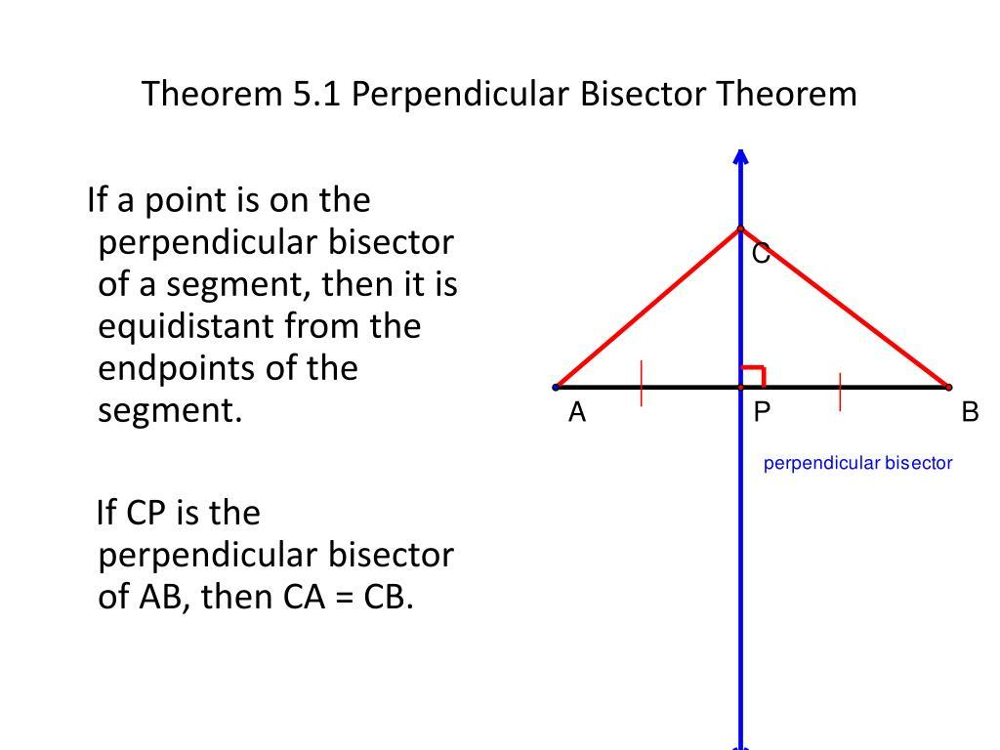 Theorem 5.1 Perpendicular Bisector Theorem
If a point is on the
perpendicular bisector
of a segment, then it is
equidistant from the
endpoints of the
segment.
If CP is the
perpendicular bisector
of AB, then CA = CB.
C
A
P
B
perpendicular bisector